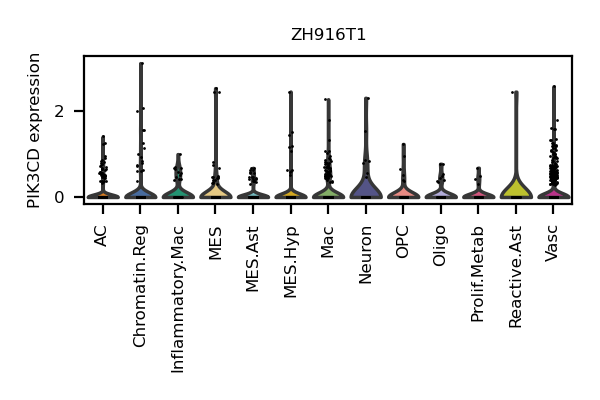 ZH916T1
PIK3CD expression
2
0
AC
Chromatin.Reg
Inflammatory.Mac
MES
MES.Ast
MES.Hyp
Mac
Neuron
OPC
Oligo
Prolif.Metab
Reactive.Ast
Vasc